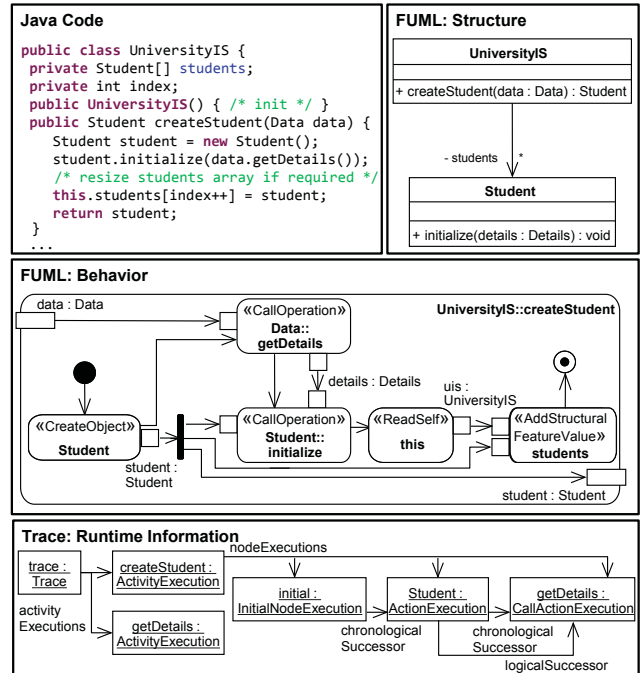 Java Code
public class UniversityIS {
private Student[] students;
private int index;
public UniversityIS() { /* init */ }
public Student createStudent(Data data) {
Student student = new Student();
student.initialize(data.getDetails());
/* resize students array if required */
this.students[index++] = student;
return student;
}
...
FUML: Structure
UniversityIS
+ createStudent(data : Data) : Student
- students
*
Student
+ initialize(details : Details) : void
FUML: Behavior
data : Data
UniversityIS::createStudent
«CallOperation»
Data::
getDetails
details : Details
uis :
UniversityIS
«CreateObject»
Student
student :
Student
«CallOperation»
Student::
initialize
«ReadSelf»
this
«AddStructural
FeatureValue»
students
student : Student
Trace: Runtime Information
nodeExecutions
trace :
Trace
createStudent :
ActivityExecution
activity
Executions
getDetails :
ActivityExecution
initial :
InitialNodeExecution
Student :
ActionExecution
getDetails :
CallActionExecution
chronological
Successor
chronological
Successor
logicalSuccessor